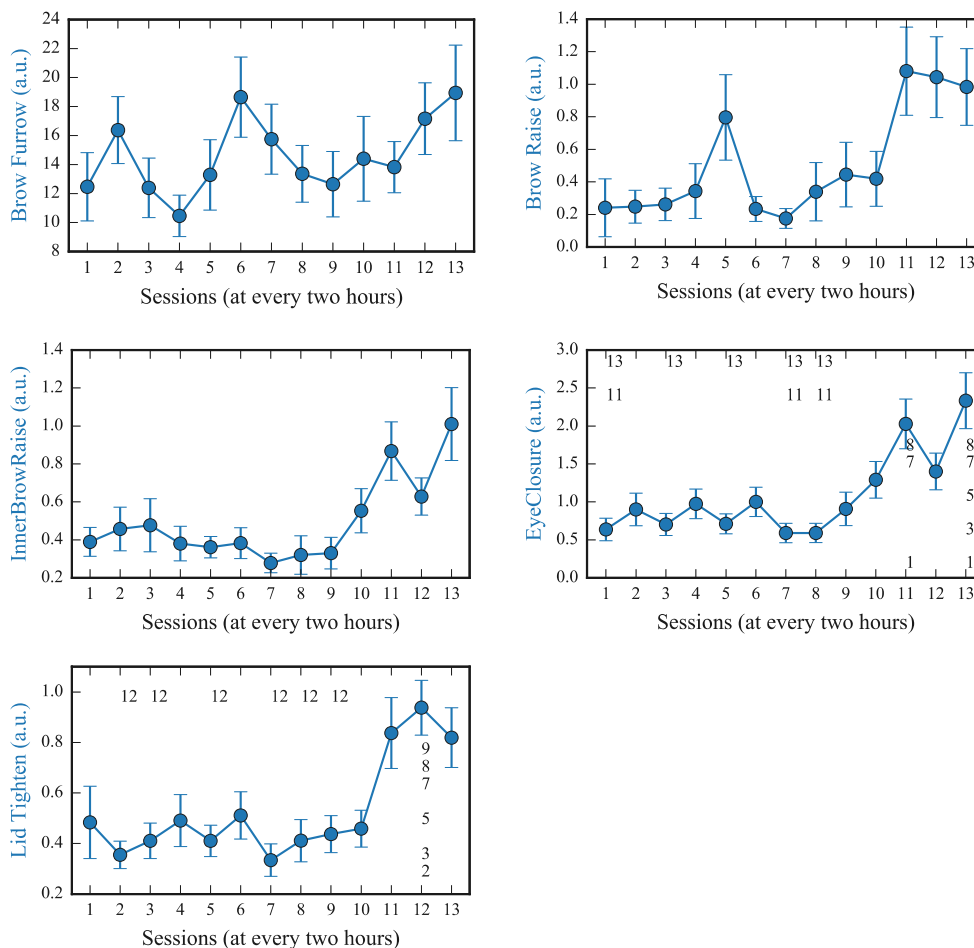 Brow Furrow (a.u.)
24
22
20
18
16
14
12
10
8
1 2 3 4 5 6 7 8 9 10 11 12 13
Sessions (at every two hours)
Brow Raise (a.u.)
1.4
1.2
1.0
0.8
0.6
0.4
0.2
0.0
1 2 3 4 5 6 7 8 9 10 11 12 13
Sessions (at every two hours)
InnerBrowRaise (a.u.)
1.4
1.2
1.0
0.8
0.6
0.4
0.2
1 2 3 4 5 6 7 8 9 10 11 12 13
Sessions (at every two hours)
EyeClosure (a.u.)
3.0
2.5
2.0
1.5
1.0
0.5
0.0
13 13 13 13 13
11 11 11
8 8
7 7
5
3
1 1
1 2 3 4 5 6 7 8 9 10 11 12 13
Sessions (at every two hours)
Lid Tighten (a.u.)
1.0
0.8
0.6
0.4
0.2
12 12 12 12 12 12
9
8
7
5
3
2
1 2 3 4 5 6 7 8 9 10 11 12 13
Sessions (at every two hours)